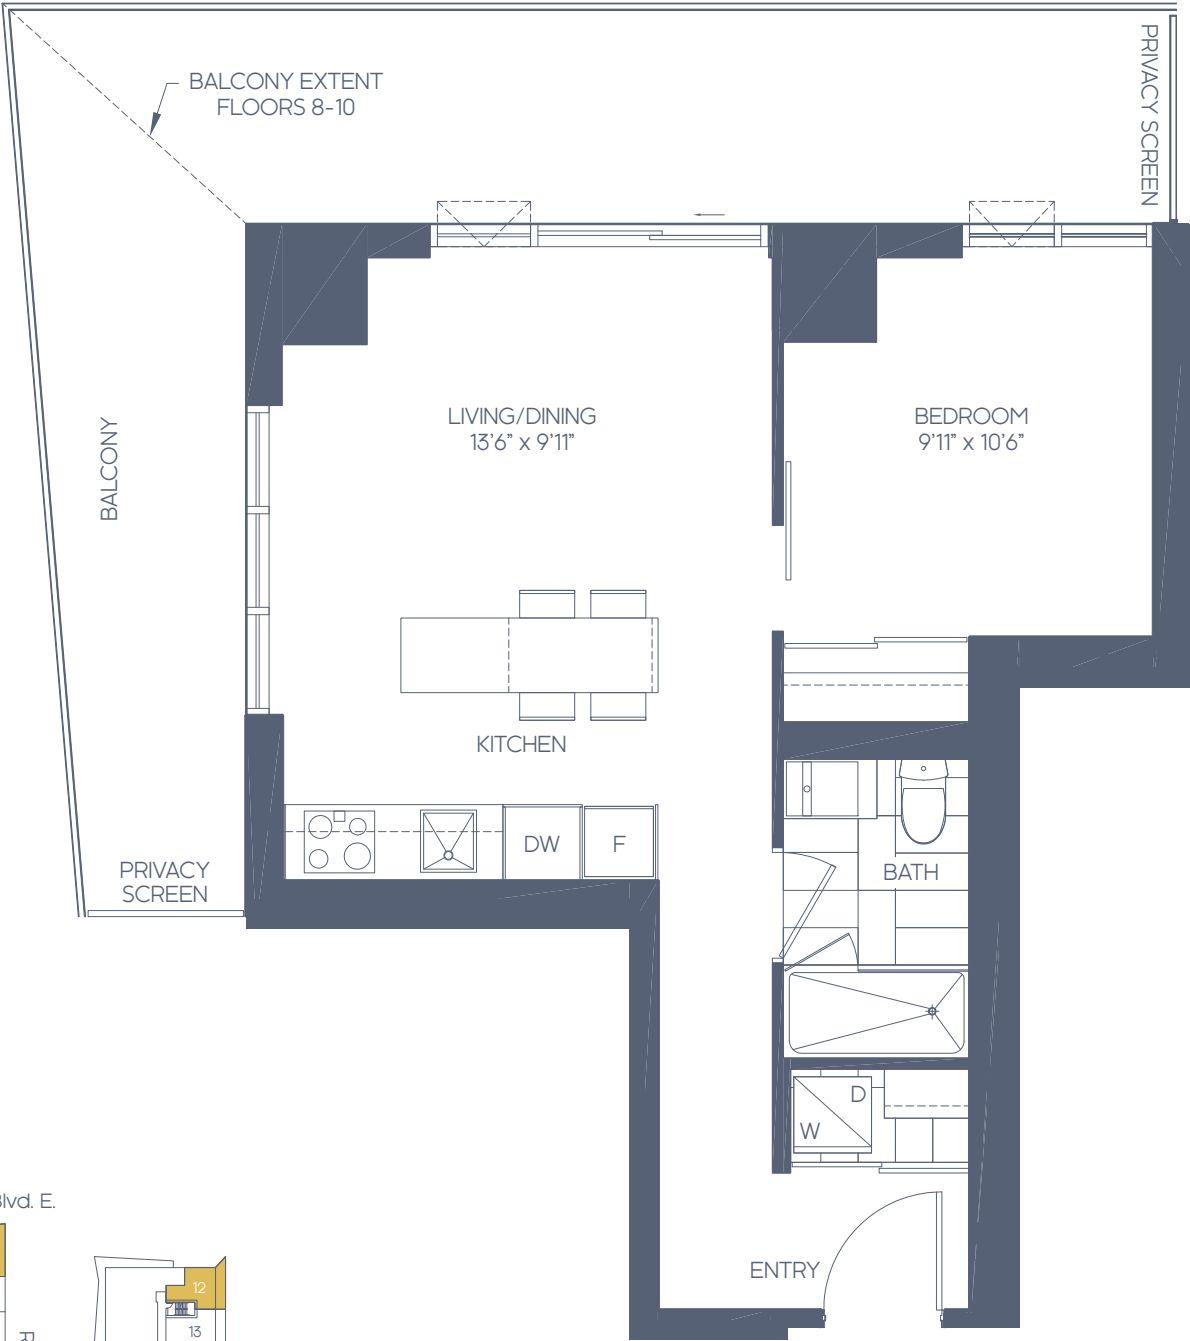 BALCONY EXTENT
FLOORS 8-10
PRIVACY SCREEN
LIVING/DINING
13'6" x 9'11"
BEDROOM
9'11" x 10'6"
BALCONY
KITCHEN
DW
F
PRIVACY
SCREEN
BATH
D
W
ENTRY
Blvd. E.
12
13
R